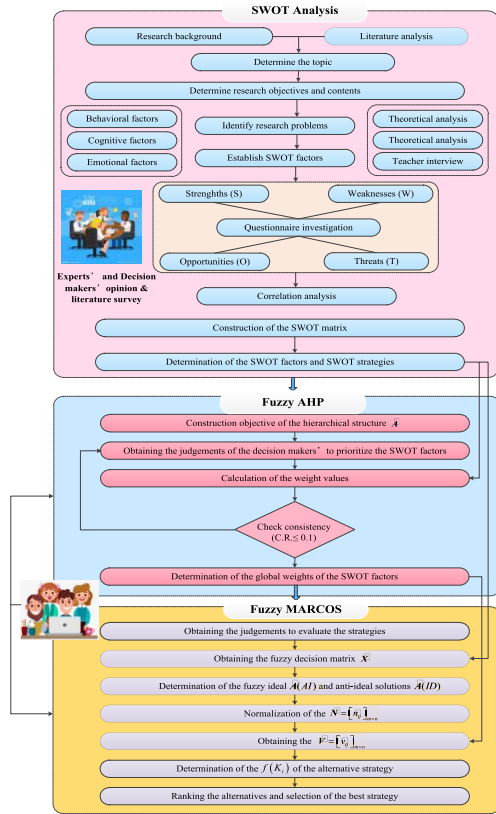 SWOT Analysis
Research background
Literature analysis
Determine the topic
Determine research objectives and contents
Behavioral factors
Cognitive factors
Emotional factors
Identify research problems
Establish SWOT factors
Theoretical analysis
Theoretical analysis
Teacher interview
Strenghths (S)
Weaknesses (W)
Questionnaire investigation
Opportunities (O)
Threats (T)
Experts’ and Decision
makers’ opinion &
literature survey
Correlation analysis
Construction of the SWOT matrix
Determination of the SWOT factors and SWOT strategies
Fuzzy AHP
Construction objective of the hierarchical structure Ã
Obtaining the judgements of the decision makers’ to prioritize the SWOT factors
Calculation of the weight values
Check consistency
(C.R.≤ 0.1)
Determination of the global weights of the SWOT factors
Fuzzy MARCOS
Obtaining the judgements to evaluate the strategies
Obtaining the fuzzy decision matrix X
Determination of the fuzzy ideal A(AI) and anti-ideal solutions A(ID)
Normalization of the N=[n_ij]_m×n
Obtaining the V=[v_ij]_m×n
Determination of the f(K_i) of the alternative strategy
Ranking the alternatives and selection of the best strategy